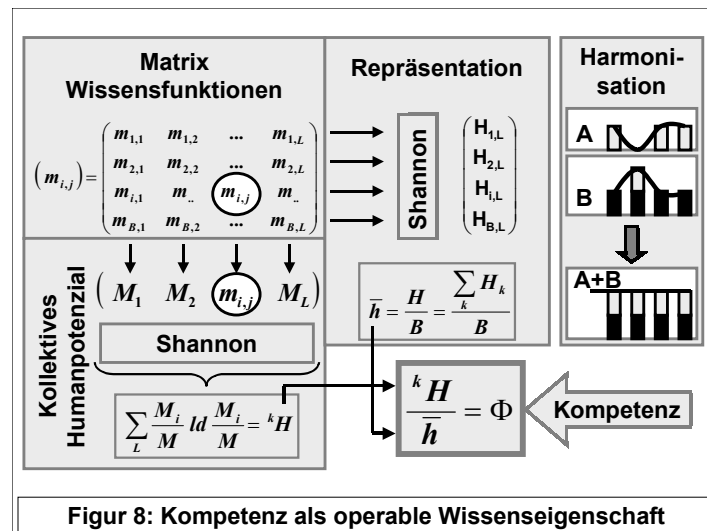 Matrix
Wissensfunktionen
(m_{i,j}) = ( m_{1,1} m_{1,2} ... m_{1,L}
m_{2,1} m_{2,2} ... m_{2,L}
m_{i,1} m_{..} m_{i,j} m_{..}
m_{B,1} m_{B,2} ... m_{B,L} )
Repräsentation
Shannon
( H_{1,L}
H_{2,L}
H_{i,L}
H_{B,L} )
Harmoni-
sation
A
B
A+B
Kollektives
Humanpotenzial
( M_1 M_2 m_{i,j} M_L )
Shannon
∑_L M_i/M ld M_i/M = ^kH
h̅ = H/B = ∑_k H_k / B
^kH / h̅ = Φ
Kompetenz
Figur 8: Kompetenz als operable Wissenseigenschaft